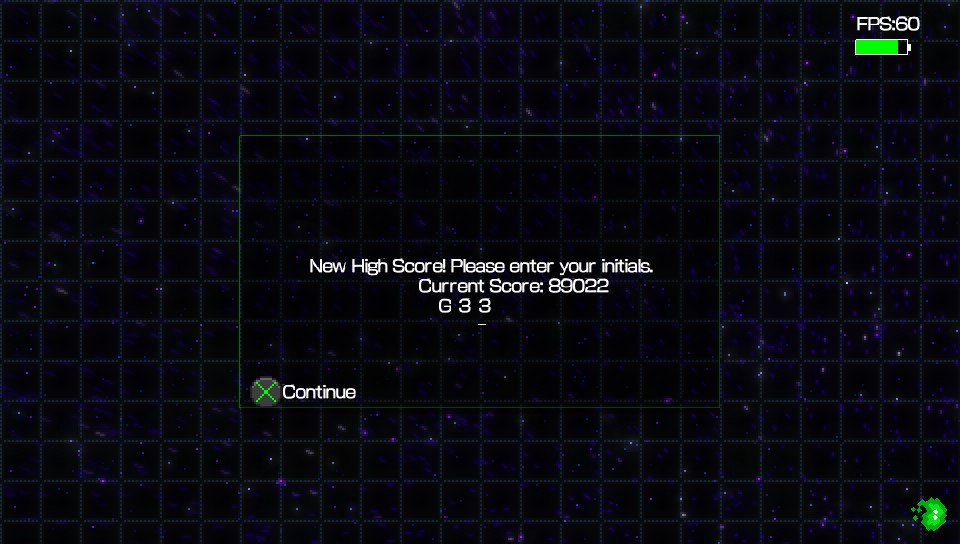 FPS:60
New High Score! Please enter your initials.
Current Score: 89022
G 3 3
Continue